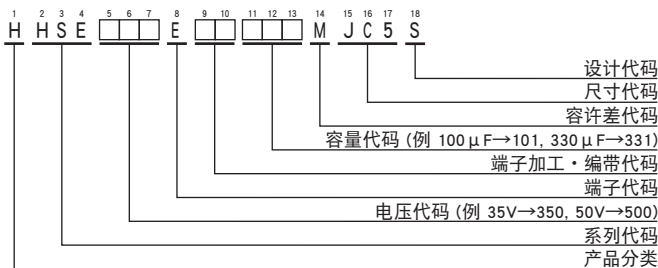 1 2 3 4 5 6 7 8 9 10 11 12 13 14 15 16 17 18
H HSE □□□ E □□ □□□ M JC5 S
设计代码
尺寸代码
容许差代码
容量代码 (例 100μF→101, 330μF→331)
端子加工・编带代码
端子代码
电压代码 (例 35V→350, 50V→500)
系列代码
产品分类